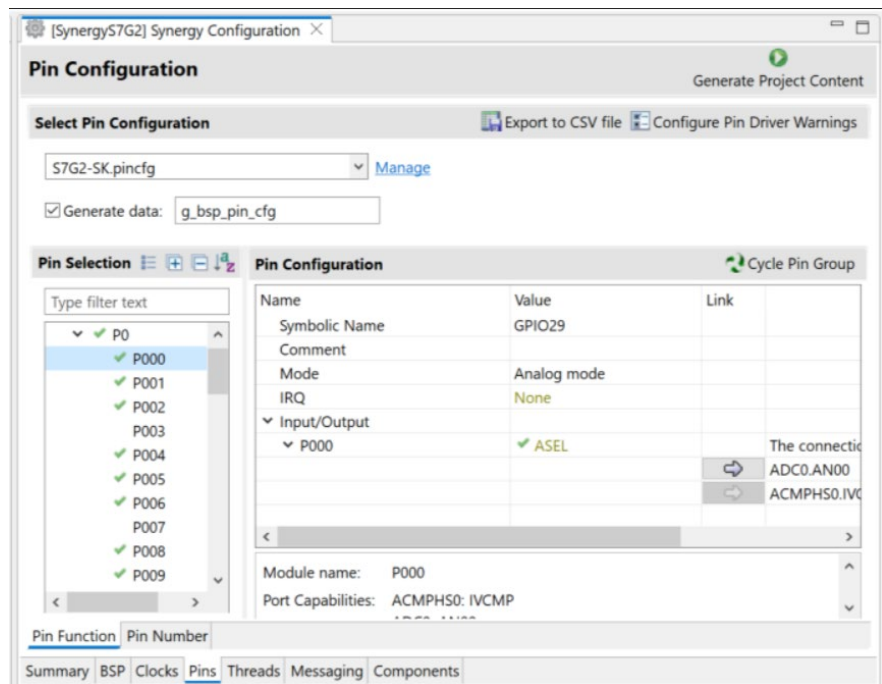 [SynergyS7G2] Synergy Configuration
Pin Configuration
Generate Project Content
Select Pin Configuration
Export to CSV file
Configure Pin Driver Warnings
S7G2-SK.pincfg
Manage
Generate data:
g_bsp_pin_cfg
Pin Selection
Type filter text
P0
P000
P001
P002
P003
P004
P005
P006
P007
P008
P009
Pin Configuration
Cycle Pin Group
Name Value Link
Symbolic Name GPIO29
Comment
Mode Analog mode
IRQ None
Input/Output
P000 ASEL The connectic
ADC0.AN00
ACMPHS0.IVC
Module name: P000
Port Capabilities: ACMPHS0: IVCMP
Pin Function Pin Number
Summary BSP Clocks Pins Threads Messaging Components